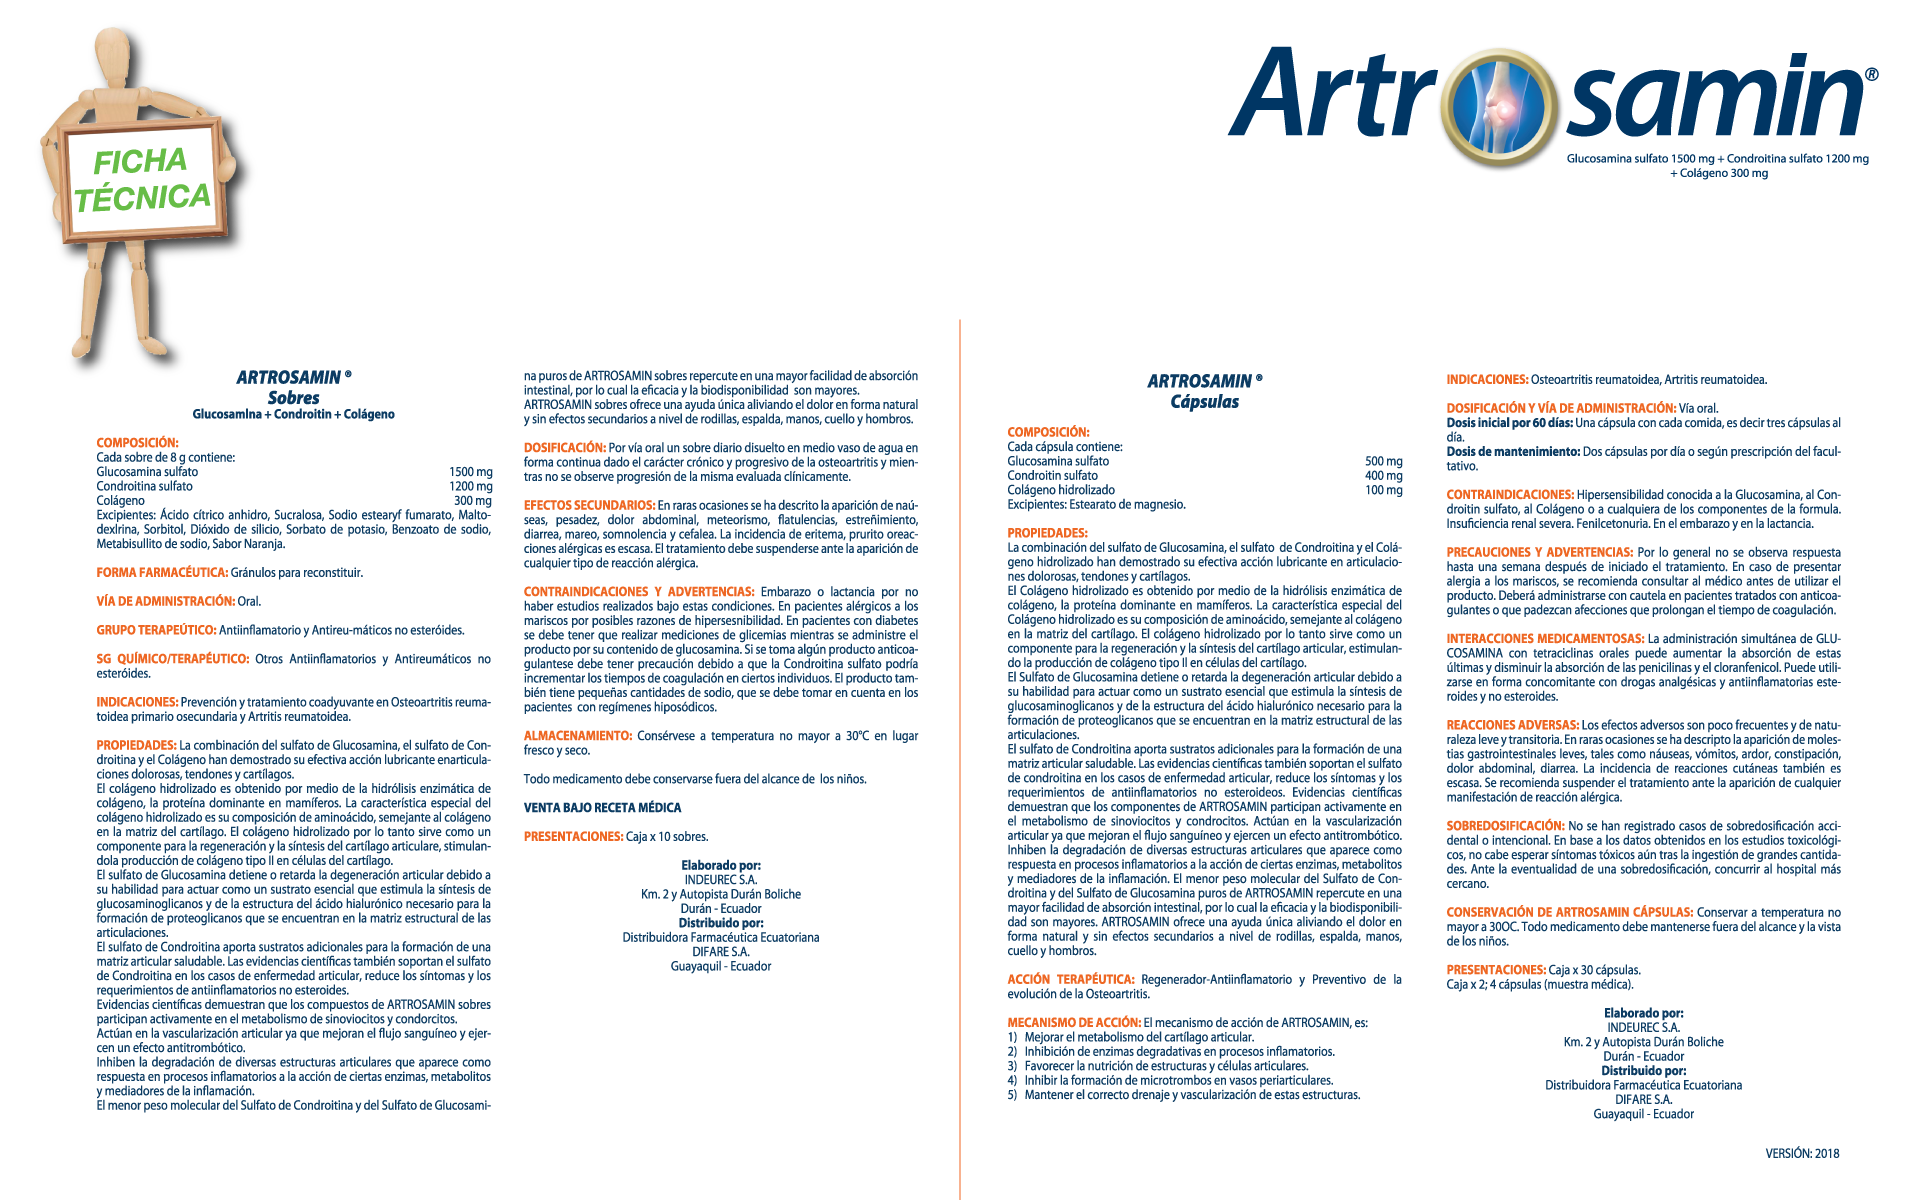 FICHA
TÉCNICA
Artrosamin®
Glucosamina sulfato 1500 mg + Condroitina sulfato 1200 mg
+ Colágeno 300 mg
ARTROSAMIN ®
Sobres
Glucosamlna + Condroitin + Colágeno
COMPOSICIÓN:
Cada sobre de 8 g contiene:
Glucosamina sulfato 1500 mg
Condroitina sulfato 1200 mg
Colágeno 300 mg
Excipientes: Ácido cítrico anhidro, Sucralosa, Sodio estearyf fumarato, Malto-
dexlrina, Sorbitol, Dióxido de silicio, Sorbato de potasio, Benzoato de sodio,
Metabisullito de sodio, Sabor Naranja.
FORMA FARMACÉUTICA: Gránulos para reconstituir.
VÍA DE ADMINISTRACIÓN: Oral.
GRUPO TERAPEÚTICO: Antiinflamatorio y Antireu-máticos no esteróides.
SG QUÍMICO/TERAPÉUTICO: Otros Antiinflamatorios y Antireumáticos no
esteróides.
INDICACIONES: Prevención y tratamiento coadyuvante en Osteoartritis reuma-
toidea primario osecundaria y Artritis reumatoidea.
PROPIEDADES: La combinación del sulfato de Glucosamina, el sulfato de Con-
droitina y el Colágeno han demostrado su efectiva acción lubricante enarticula-
ciones dolorosas, tendones y cartílagos.
El colágeno hidrolizado es obtenido por medio de la hidrólisis enzimática de
colágeno, la proteína dominante en mamíferos. La característica especial del
colágeno hidrolizado es su composición de aminoácido, semejante al colágeno
en la matriz del cartílago. El colágeno hidrolizado por lo tanto sirve como un
componente para la regeneración y la síntesis del cartílago articulare, stimulan-
dola producción de colágeno tipo II en células del cartílago.
El sulfato de Glucosamina detiene o retarda la degeneración articular debido a
su habilidad para actuar como un sustrato esencial que estimula la síntesis de
glucosaminoglicanos y de la estructura del ácido hialurónico necesario para la
formación de proteoglicanos que se encuentran en la matriz estructural de las
articulaciones.
El sulfato de Condroitina aporta sustratos adicionales para la formación de una
matriz articular saludable. Las evidencias científicas también soportan el sulfato
de Condroitina en los casos de enfermedad articular, reduce los síntomas y los
requerimientos de antiinflamatorios no esteroides.
Evidencias científicas demuestran que los compuestos de ARTROSAMIN sobres
participan activamente en el metabolismo de sinoviocitos y condorcitos.
Actúan en la vascularización articular ya que mejoran el flujo sanguíneo y ejer-
cen un efecto antitrombótico.
Inhiben la degradación de diversas estructuras articulares que aparece como
respuesta en procesos inflamatorios a la acción de ciertas enzimas, metabolitos
y mediadores de la inflamación.
El menor peso molecular del Sulfato de Condroitina y del Sulfato de Glucosami-
na puros de ARTROSAMIN sobres repercute en una mayor facilidad de absorción
intestinal, por lo cual la eficacia y la biodisponibilidad son mayores.
ARTROSAMIN sobres ofrece una ayuda única aliviando el dolor en forma natural
y sin efectos secundarios a nivel de rodillas, espalda, manos, cuello y hombros.
DOSIFICACIÓN: Por vía oral un sobre diario disuelto en medio vaso de agua en
forma continua dado el carácter crónico y progresivo de la osteoartritis y mien-
tras no se observe progresión de la misma evaluada clínicamente.
EFECTOS SECUNDARIOS: En raras ocasiones se ha descrito la aparición de naú-
seas, pesadez, dolor abdominal, meteorismo, flatulencias, estreñimiento,
diarrea, mareo, somnolencia y cefalea. La incidencia de eritema, prurito oreac-
ciones alérgicas es escasa. El tratamiento debe suspenderse ante la aparición de
cualquier tipo de reacción alérgica.
CONTRAINDICACIONES Y ADVERTENCIAS: Embarazo o lactancia por no
haber estudios realizados bajo estas condiciones. En pacientes alérgicos a los
mariscos por posibles razones de hipersesnibilidad. En pacientes con diabetes
se debe tener que realizar mediciones de glicemias mientras se administre el
producto por su contenido de glucosamina. Si se toma algún producto anticoa-
gulantese debe tener precaución debido a que la Condroitina sulfato podría
incrementar los tiempos de coagulación en ciertos individuos. El producto tam-
bién tiene pequeñas cantidades de sodio, que se debe tomar en cuenta en los
pacientes con regímenes hiposódicos.
ALMACENAMIENTO: Consérvese a temperatura no mayor a 30°C en lugar
fresco y seco.
Todo medicamento debe conservarse fuera del alcance de los niños.
VENTA BAJO RECETA MÉDICA
PRESENTACIONES: Caja x 10 sobres.
Elaborado por:
INDEUREC S.A.
Km. 2 y Autopista Durán Boliche
Durán - Ecuador
Distribuido por:
Distribuidora Farmacéutica Ecuatoriana
DIFARE S.A.
Guayaquil - Ecuador
ARTROSAMIN ®
Cápsulas
COMPOSICIÓN:
Cada cápsula contiene:
Glucosamina sulfato 500 mg
Condroitin sulfato 400 mg
Colágeno hidrolizado 100 mg
Excipientes: Estearato de magnesio.
PROPIEDADES:
La combinación del sulfato de Glucosamina, el sulfato de Condroitina y el Colá-
geno hidrolizado han demostrado su efectiva acción lubricante en articulacio-
nes dolorosas, tendones y cartílagos.
El Colágeno hidrolizado es obtenido por medio de la hidrólisis enzimática de
colágeno, la proteína dominante en mamíferos. La característica especial del
Colágeno hidrolizado es su composición de aminoácido, semejante al colágeno
en la matriz del cartílago. El colágeno hidrolizado por lo tanto sirve como un
componente para la regeneración y la síntesis del cartílago articular, estimulan-
do la producción de colágeno tipo II en células del cartílago.
El Sulfato de Glucosamina detiene o retarda la degeneración articular debido a
su habilidad para actuar como un sustrato esencial que estimula la síntesis de
glucosaminoglicanos y de la estructura del ácido hialurónico necesario para la
formación de proteoglicanos que se encuentran en la matriz estructural de las
articulaciones.
El sulfato de Condroitina aporta sustratos adicionales para la formación de una
matriz articular saludable. Las evidencias científicas también soportan el sulfato
de condroitina en los casos de enfermedad articular, reduce los síntomas y los
requerimientos de antiinflamatorios no esteroideos. Evidencias científicas
demuestran que los componentes de ARTROSAMIN participan activamente en
el metabolismo de sinoviocitos y condrocitos. Actúan en la vascularización
articular ya que mejoran el flujo sanguíneo y ejercen un efecto antitrombótico.
Inhiben la degradación de diversas estructuras articulares que aparece como
respuesta en procesos inflamatorios a la acción de ciertas enzimas, metabolitos
y mediadores de la inflamación. El menor peso molecular del Sulfato de Con-
droitina y del Sulfato de Glucosamina puros de ARTROSAMIN repercute en una
mayor facilidad de absorción intestinal, por lo cual la eficacia y la biodisponibili-
dad son mayores. ARTROSAMIN ofrece una ayuda única aliviando el dolor en
forma natural y sin efectos secundarios a nivel de rodillas, espalda, manos,
cuello y hombros.
ACCIÓN TERAPÉUTICA: Regenerador-Antiinflamatorio y Preventivo de la
evolución de la Osteoartritis.
MECANISMO DE ACCIÓN: El mecanismo de acción de ARTROSAMIN, es:
1) Mejorar el metabolismo del cartílago articular.
2) Inhibición de enzimas degradativas en procesos inflamatorios.
3) Favorecer la nutrición de estructuras y células articulares.
4) Inhibir la formación de microtrombos en vasos periarticulares.
5) Mantener el correcto drenaje y vascularización de estas estructuras.
INDICACIONES: Osteoartritis reumatoidea, Artritis reumatoidea.
DOSIFICACIÓN Y VÍA DE ADMINISTRACIÓN: Vía oral.
Dosis inicial por 60 días: Una cápsula con cada comida, es decir tres cápsulas al
día.
Dosis de mantenimiento: Dos cápsulas por día o según prescripción del facul-
tativo.
CONTRAINDICACIONES: Hipersensibilidad conocida a la Glucosamina, al Con-
droitin sulfato, al Colágeno o a cualquiera de los componentes de la formula.
Insuficiencia renal severa. Fenilcetonuria. En el embarazo y en la lactancia.
PRECAUCIONES Y ADVERTENCIAS: Por lo general no se observa respuesta
hasta una semana después de iniciado el tratamiento. En caso de presentar
alergia a los mariscos, se recomienda consultar al médico antes de utilizar el
producto. Deberá administrarse con cautela en pacientes tratados con anticoa-
gulantes o que padezcan afecciones que prolongan el tiempo de coagulación.
INTERACCIONES MEDICAMENTOSAS: La administración simultánea de GLU-
COSAMINA con tetraciclinas orales puede aumentar la absorción de estas
últimas y disminuir la absorción de las penicilinas y el cloranfenicol. Puede utili-
zarse en forma concomitante con drogas analgésicas y antiinflamatorias este-
roides y no esteroides.
REACCIONES ADVERSAS: Los efectos adversos son poco frecuentes y de natu-
raleza leve y transitoria. En raras ocasiones se ha descripto la aparición de moles-
tias gastrointestinales leves, tales como náuseas, vómitos, ardor, constipación,
dolor abdominal, diarrea. La incidencia de reacciones cutáneas también es
escasa. Se recomienda suspender el tratamiento ante la aparición de cualquier
manifestación de reacción alérgica.
SOBREDOSIFICACIÓN: No se han registrado casos de sobredosificación acci-
dental o intencional. En base a los datos obtenidos en los estudios toxicológi-
cos, no cabe esperar síntomas tóxicos aún tras la ingestión de grandes cantida-
des. Ante la eventualidad de una sobredosificación, concurrir al hospital más
cercano.
CONSERVACIÓN DE ARTROSAMIN CÁPSULAS: Conservar a temperatura no
mayor a 30OC. Todo medicamento debe mantenerse fuera del alcance y la vista
de los niños.
PRESENTACIONES: Caja x 30 cápsulas.
Caja x 2; 4 cápsulas (muestra médica).
Elaborado por:
INDEUREC S.A.
Km. 2 y Autopista Durán Boliche
Durán - Ecuador
Distribuido por:
Distribuidora Farmacéutica Ecuatoriana
DIFARE S.A.
Guayaquil - Ecuador
VERSIÓN: 2018